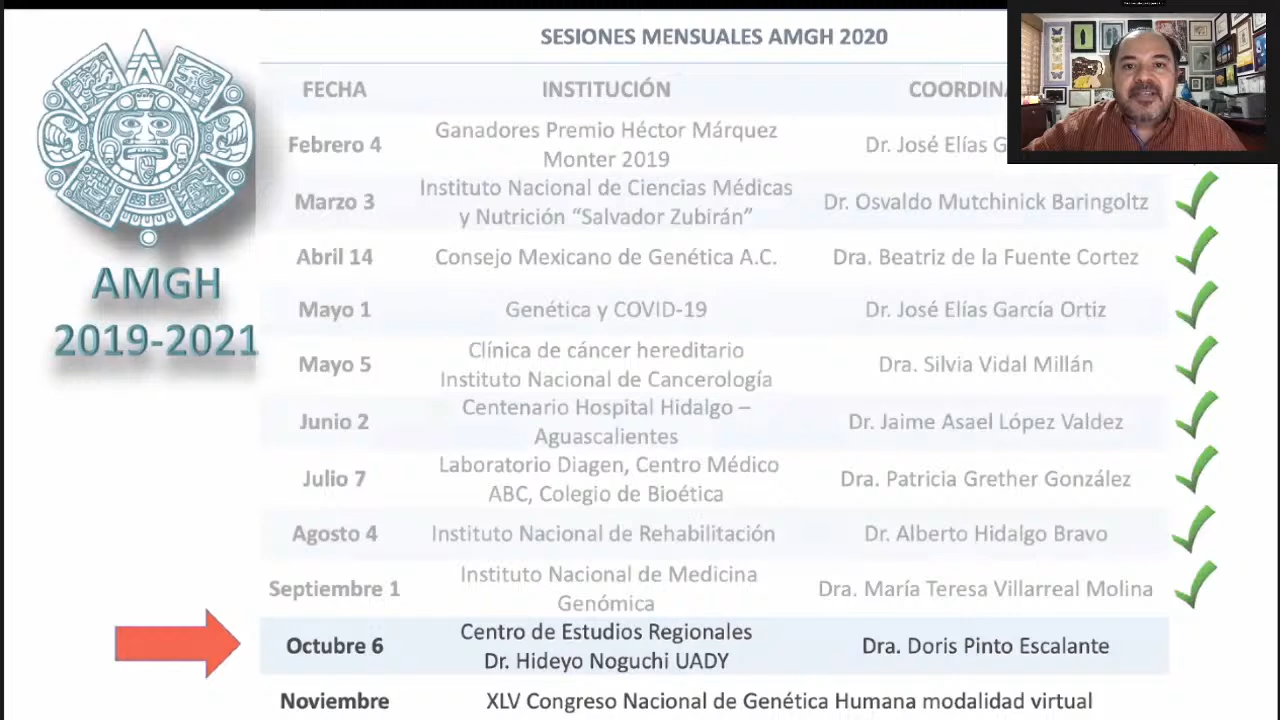 SESIONES MENSUALES AMGH 2020
FECHA INSTITUCIÓN COORDINA
Febrero 4 Ganadores Premio Héctor Márquez Monter 2019 Dr. José Elías G
Marzo 3 Instituto Nacional de Ciencias Médicas y Nutrición “Salvador Zubirán” Dr. Osvaldo Mutchinick Baringoltz
Abril 14 Consejo Mexicano de Genética A.C. Dra. Beatriz de la Fuente Cortez
Mayo 1 Genética y COVID-19 Dr. José Elías García Ortiz
Mayo 5 Clínica de cáncer hereditario Instituto Nacional de Cancerología Dra. Silvia Vidal Millán
Junio 2 Centenario Hospital Hidalgo – Aguascalientes Dr. Jaime Asael López Valdez
Julio 7 Laboratorio Diagen, Centro Médico ABC, Colegio de Bioética Dra. Patricia Grether González
Agosto 4 Instituto Nacional de Rehabilitación Dr. Alberto Hidalgo Bravo
Septiembre 1 Instituto Nacional de Medicina Genómica Dra. María Teresa Villarreal Molina
Octubre 6 Centro de Estudios Regionales Dr. Hideyo Noguchi UADY Dra. Doris Pinto Escalante
Noviembre XLV Congreso Nacional de Genética Humana modalidad virtual
AMGH
2019-2021